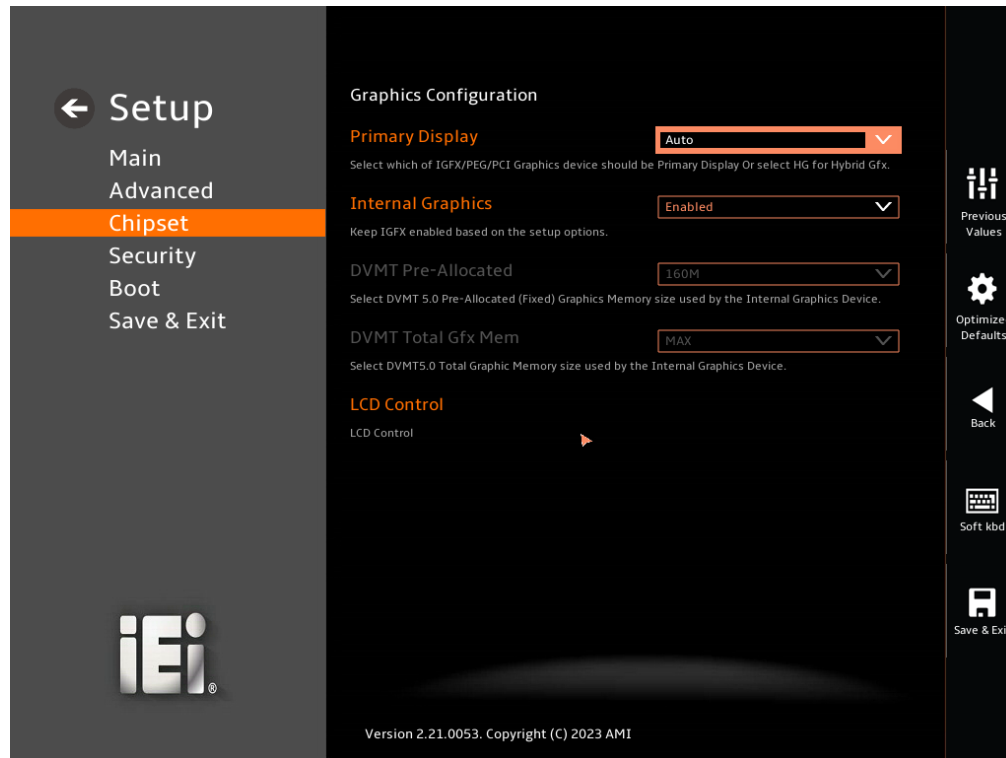 Setup
Main
Advanced
Chipset
Security
Boot
Save & Exit
iEi®
Graphics Configuration
Primary Display
Auto
Select which of IGFX/PEG/PCI Graphics device should be Primary Display Or select HG for Hybrid Gfx.
Internal Graphics
Enabled
Keep IGFX enabled based on the setup options.
DVMT Pre-Allocated
160M
Select DVMT 5.0 Pre-Allocated (Fixed) Graphics Memory size used by the Internal Graphics Device.
DVMT Total Gfx Mem
MAX
Select DVMT5.0 Total Graphic Memory size used by the Internal Graphics Device.
LCD Control
LCD Control
Version 2.21.0053. Copyright (C) 2023 AMI
Previous
Values
Optimize
Defaults
Back
Soft kbd
Save & Exi